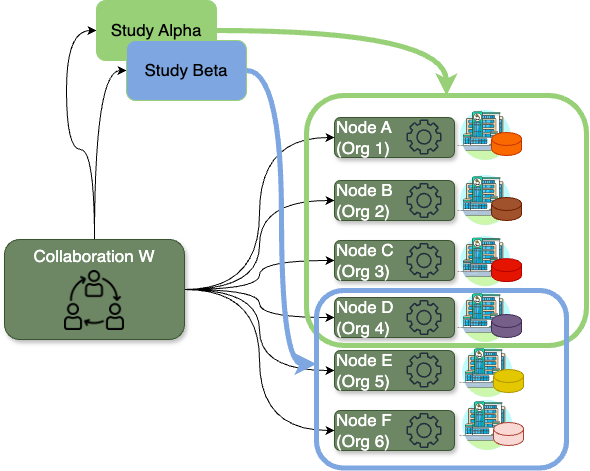 Study Alpha
Study Beta
Node A
(Org 1)
Node B
(Org 2)
Collaboration W
Node C
(Org 3)
Node D
(Org 4)
Node E
(Org 5)
Node F
(Org 6)